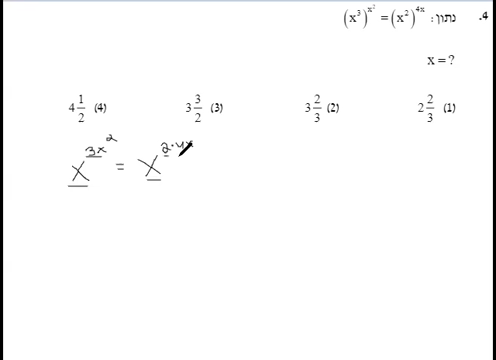 4. נתון: (x³)^x² = (x²)^4x
x = ?
(1) 2 2/3 (2) 3 2/3 (3) 3 3/2 (4) 4 1/2
x^3x² = x^2·4x